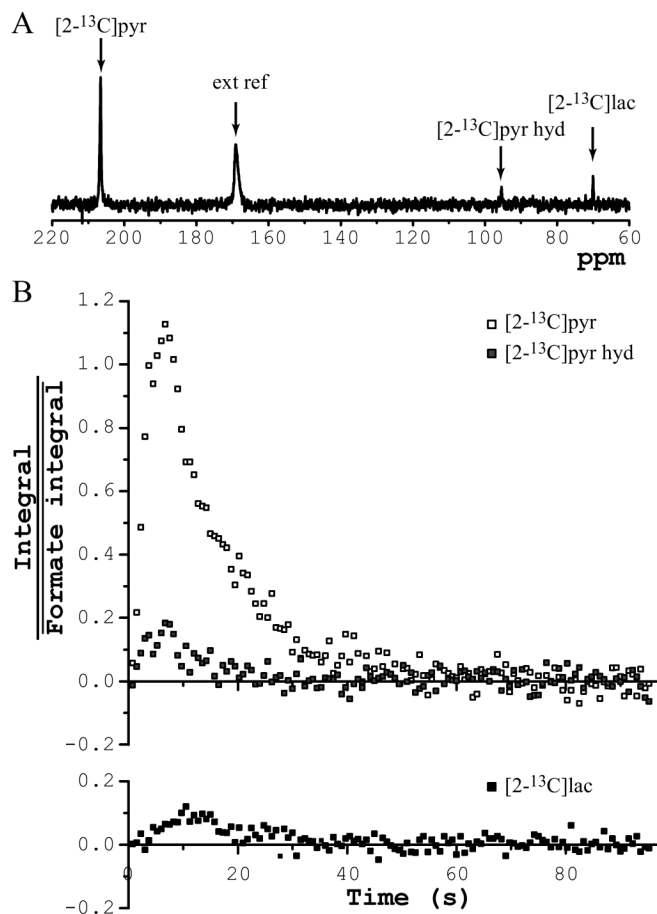 A
[2-¹³C]pyr
ext ref
[2-¹³C]pyr hyd
[2-¹³C]lac
220 200 180 160 140 120 100 80 60
ppm
B
[2-¹³C]pyr
[2-¹³C]pyr hyd
1.2
1.0
0.8
0.6
0.4
0.2
0.0
-0.2
Integral
Formate integral
[2-¹³C]lac
0.2
0.0
-0.2
0 20 40 60 80
Time (s)